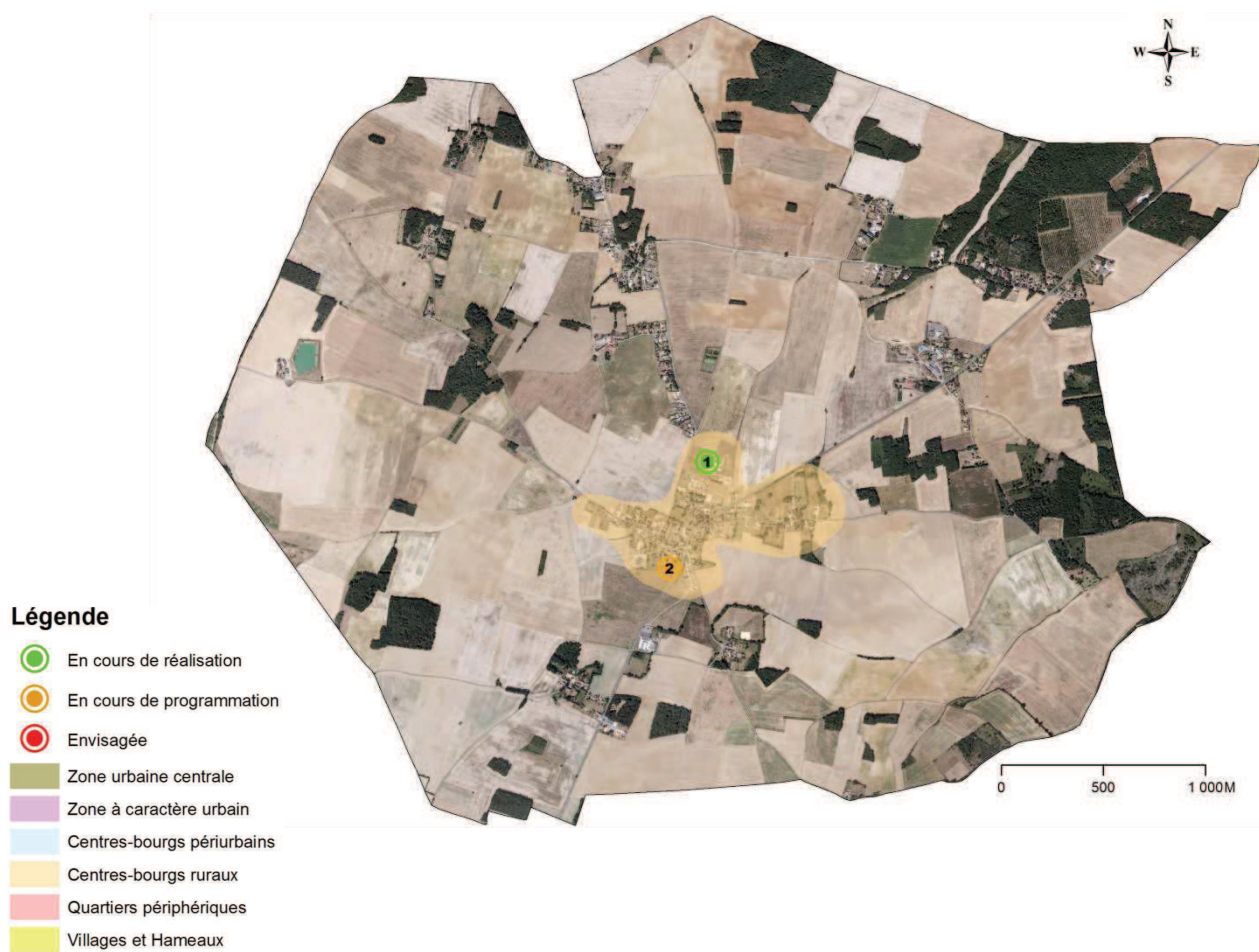 N
W E
S
1
2
Légende
En cours de réalisation
En cours de programmation
Envisagée
Zone urbaine centrale
Zone à caractère urbain
Centres-bourgs périurbains
Centres-bourgs ruraux
Quartiers périphériques
Villages et Hameaux
0 500 1 000M